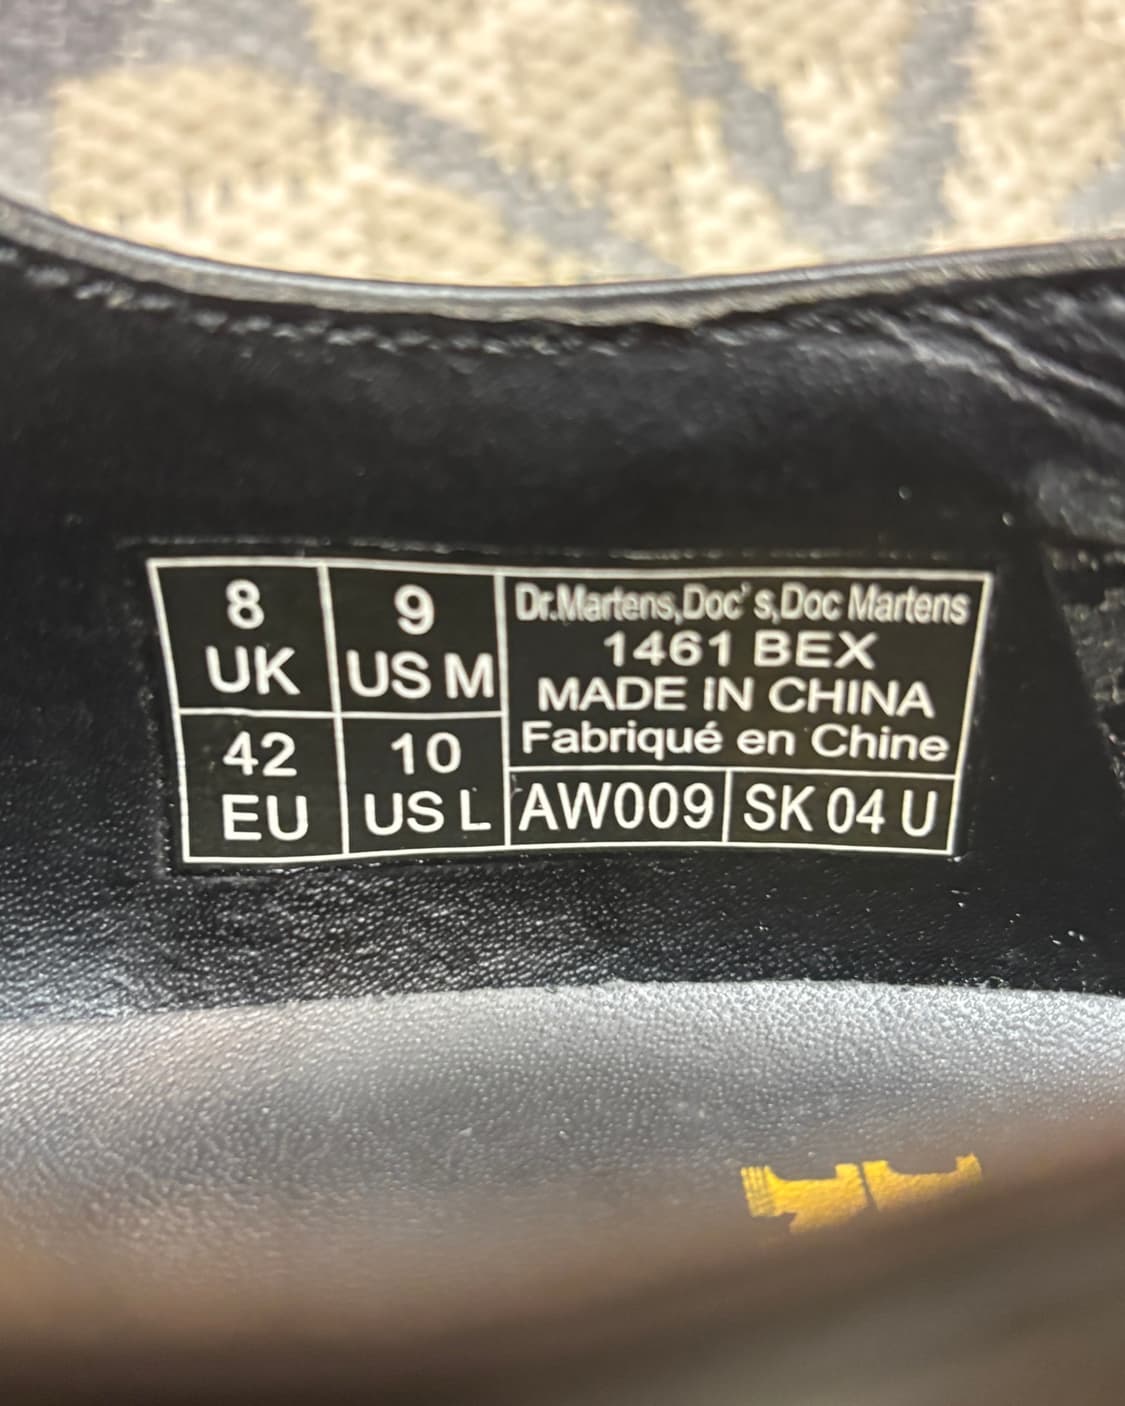 8
UK
9
US M
42
EU
10
US L
Dr.Martens,Doc's,Doc Martens
1461 BEX
MADE IN CHINA
Fabriqué en Chine
AW009
SK 04 U